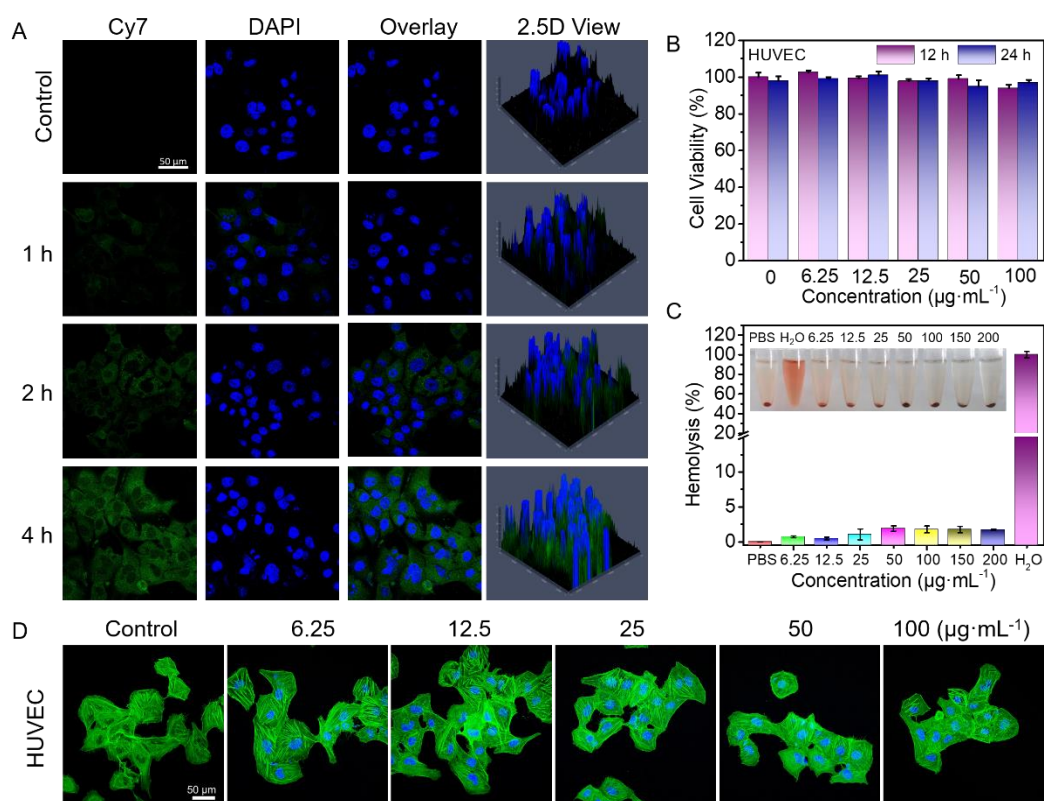 A
Cy7 DAPI Overlay 2.5D View
Control
50 µm
1 h
2 h
4 h
B
HUVEC 12 h 24 h
Cell Viability (%)
120
100
80
60
40
20
0
0 6.25 12.5 25 50 100
Concentration (µg·mL⁻¹)
C
PBS H₂O 6.25 12.5 25 50 100 150 200
Hemolysis (%)
120
100
80
60
40
20
10
5
0
PBS 6.25 12.5 25 50 100 150 200 H₂O
Concentration (µg·mL⁻¹)
D
Control 6.25 12.5 25 50 100 (µg·mL⁻¹)
HUVEC
50 µm